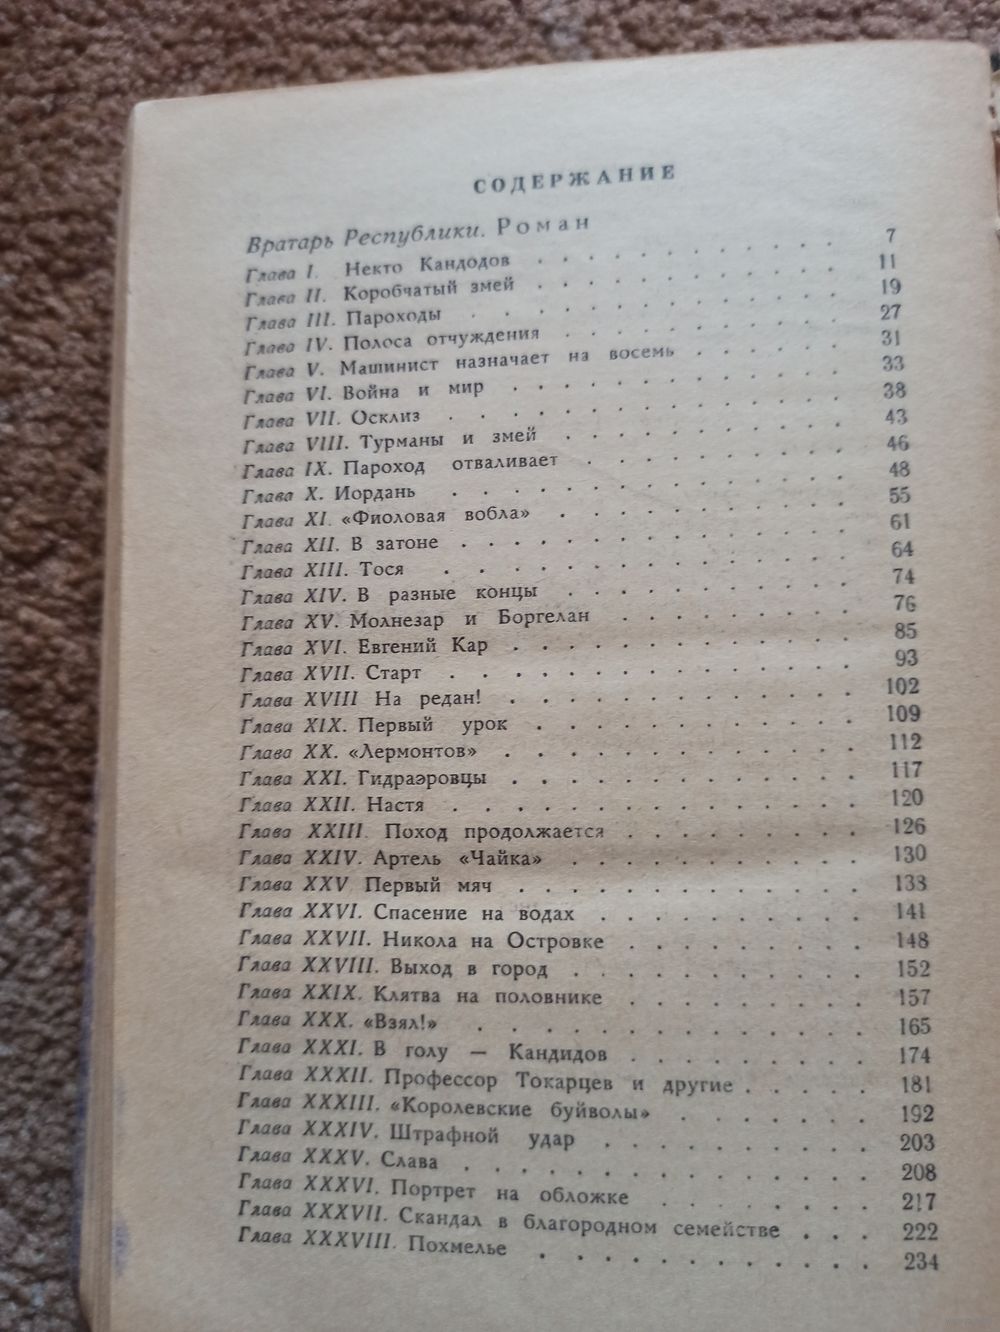 СОДЕРЖАНИЕ
Вратарь Республики. Роман
Глава I. Некто Кандодов . . . . . . . . . . . 7
Глава II. Коробчатый змей . . . . . . . . . . . 11
Глава III. Пароходы . . . . . . . . . . . . . 19
Глава IV. Полоса отчуждения . . . . . . . . . . 27
Глава V. Машинист назначает на восемь . . . . . . 31
Глава VI. Война и мир . . . . . . . . . . . . 33
Глава VII. Осклиз . . . . . . . . . . . . . . 38
Глава VIII. Турманы и змей . . . . . . . . . . 43
Глава IX. Пароход отваливает . . . . . . . . . . 46
Глава X. Иордань . . . . . . . . . . . . . . 48
Глава XI. «Фиоловая вобла» . . . . . . . . . . 55
Глава XII. В затоне . . . . . . . . . . . . . 61
Глава XIII. Тося . . . . . . . . . . . . . . 64
Глава XIV. В разные концы . . . . . . . . . . 74
Глава XV. Молнезар и Боргелан . . . . . . . . . 76
Глава XVI. Евгений Кар . . . . . . . . . . . . 85
Глава XVII. Старт . . . . . . . . . . . . . . 93
Глава XVIII На редан! . . . . . . . . . . . . 102
Глава XIX. Первый урок . . . . . . . . . . . 109
Глава XX. «Лермонтов» . . . . . . . . . . . . 112
Глава XXI. Гидраэровцы . . . . . . . . . . . . 117
Глава XXII. Настя . . . . . . . . . . . . . . 120
Глава XXIII. Поход продолжается . . . . . . . . 126
Глава XXIV. Артель «Чайка» . . . . . . . . . . 130
Глава XXV Первый мяч . . . . . . . . . . . . 133
Глава XXVI. Спасение на водах . . . . . . . . . 141
Глава XXVII. Никола на Островке . . . . . . . . 148
Глава XXVIII. Выход в город . . . . . . . . . . 152
Глава XXIX. Клятва на половнике . . . . . . . . 157
Глава XXX. «Взял!» . . . . . . . . . . . . . 165
Глава XXXI. В голу — Кандидов . . . . . . . . . 174
Глава XXXII. Профессор Токарцев и другие . . . . . 181
Глава XXXIII. «Королевские буйволы» . . . . . . 192
Глава XXXIV. Штрафной удар . . . . . . . . . . 203
Глава XXXV. Слава . . . . . . . . . . . . . . 208
Глава XXXVI. Портрет на обложке . . . . . . . . 217
Глава XXXVII. Скандал в благородном семействе . . . 222
Глава XXXVIII. Похмелье . . . . . . . . . . . . 234